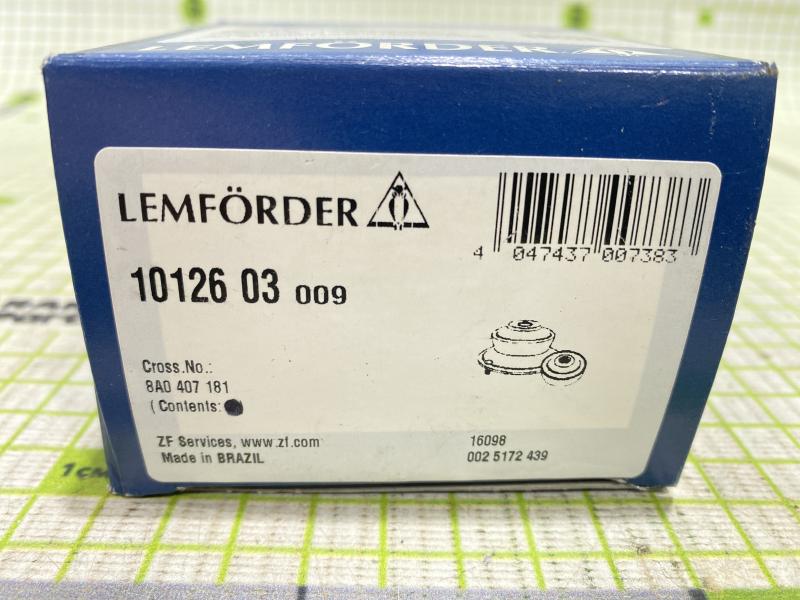 LEMFÖRDER
LEMFÖRDER
4 047437 007383
10126 03 009
Cross.No.:
8A0 407 181
(Contents:
ZF Services, www.zf.com
Made in BRAZIL
16098
002 5172 439
1CM